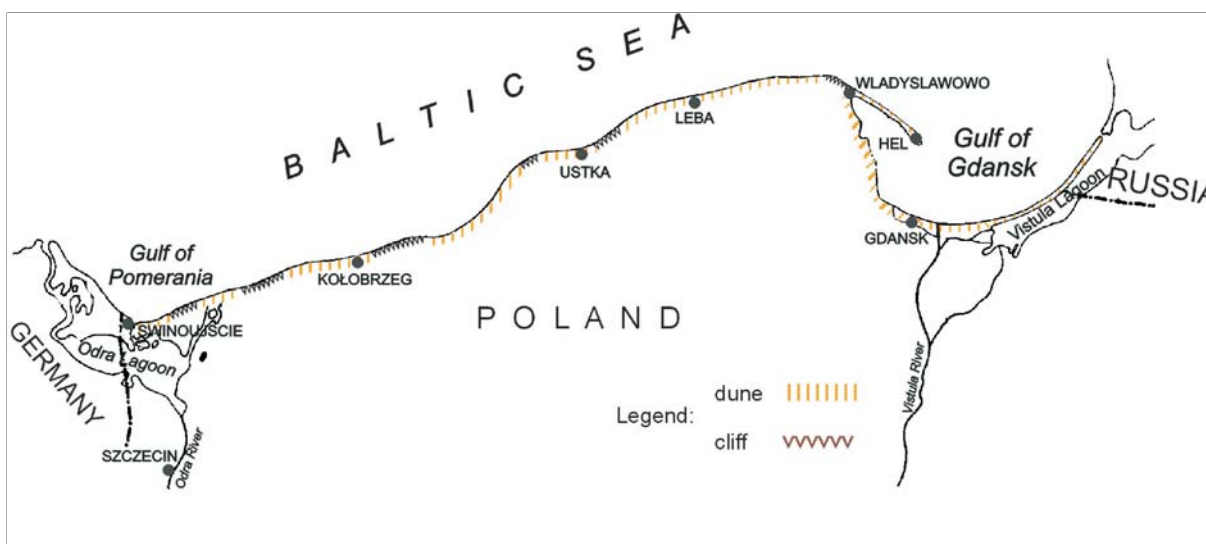 BALTIC SEA
WLADYSLAWOWO
LEBA
HEL
Gulf of
Gdansk
USTKA
RUSSIA
Vistula Lagoon
GDANSK
Gulf of
Pomerania
KOŁOBRZEG
SWINOUJŚCIE
POLAND
Odra Lagoon
GERMANY
Vistula River
dune
Legend:
cliff
SZCZECIN
Odra River